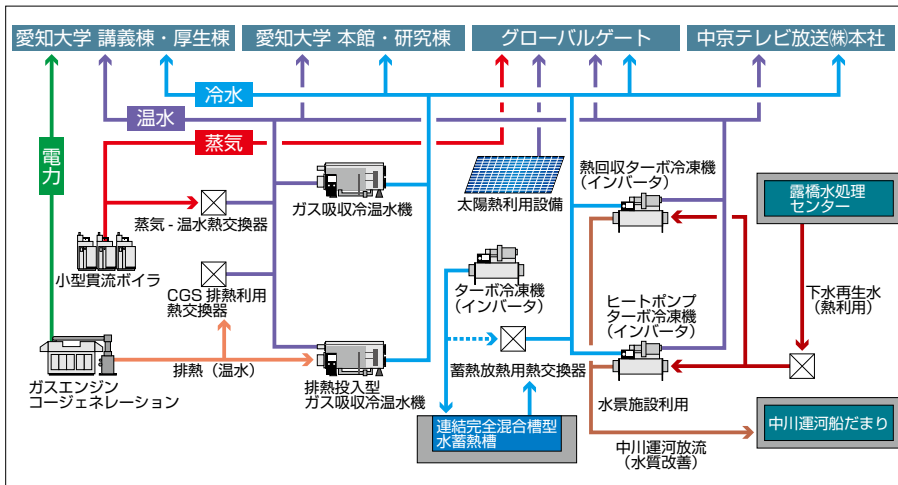 愛知大学 講義棟・厚生棟
愛知大学 本館・研究棟
グローバルゲート
中京テレビ放送㈱本社
冷水
温水
蒸気
電力
ガス吸収冷温水機
太陽熱利用設備
熱回収ターボ冷凍機
（インバータ）
露橋水処理
センター
蒸気 - 温水熱交換器
小型貫流ボイラ
CGS 排熱利用
熱交換器
ターボ冷凍機
（インバータ）
ヒートポンプ
ターボ冷凍機
（インバータ）
下水再生水
（熱利用）
排熱（温水）
ガスエンジン
コージェネレーション
排熱投入型
ガス吸収冷温水機
蓄熱放熱用熱交換器
水景施設利用
連結完全混合槽型
水蓄熱槽
中川運河放流
（水質改善）
中川運河船だまり